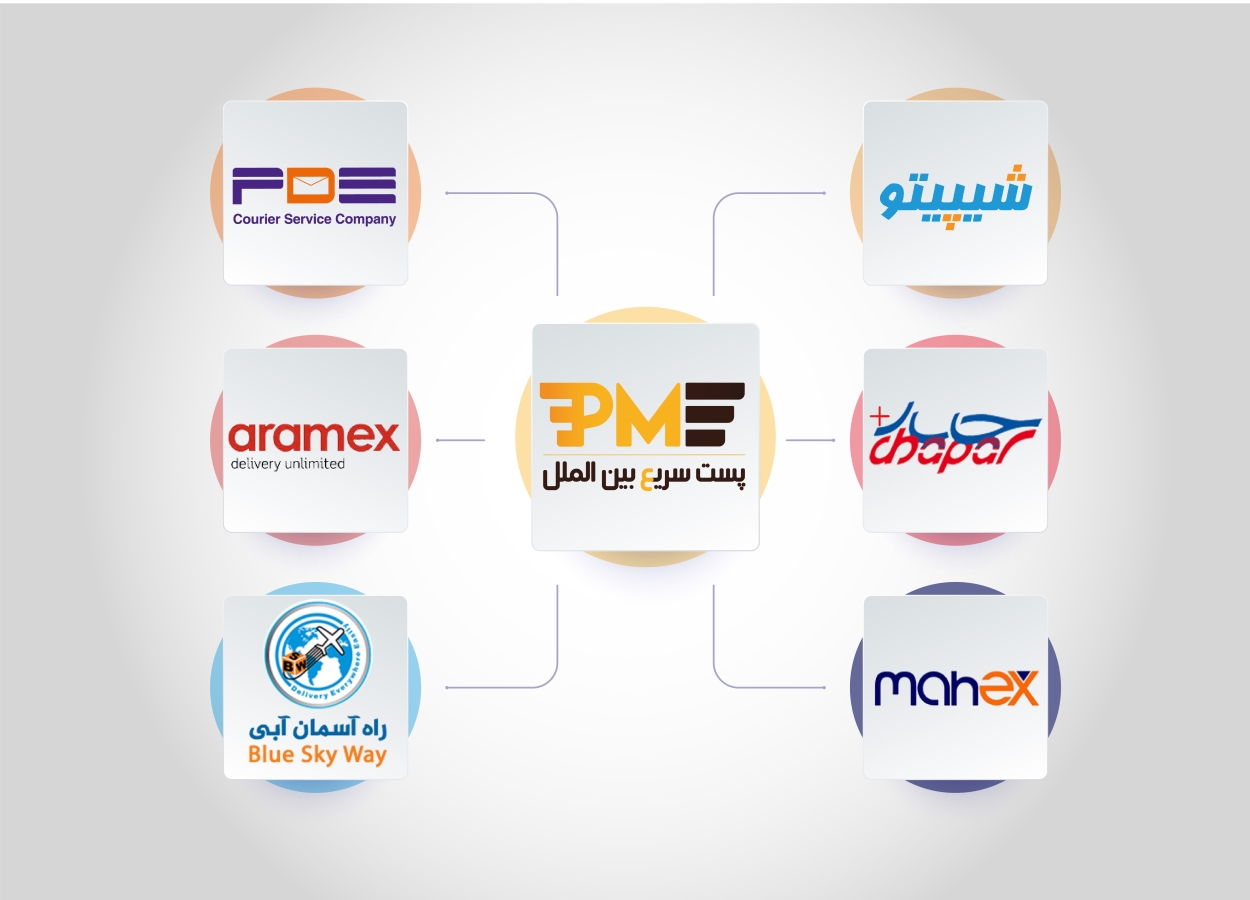 PDE
Courier Service Company
شیپیتو
aramex
delivery unlimited
PME
پست سریع بین الملل
چاپار+
chapar
BSW
Delivery Everywhere Easily
راه آسمان آبی
Blue Sky Way
mahex